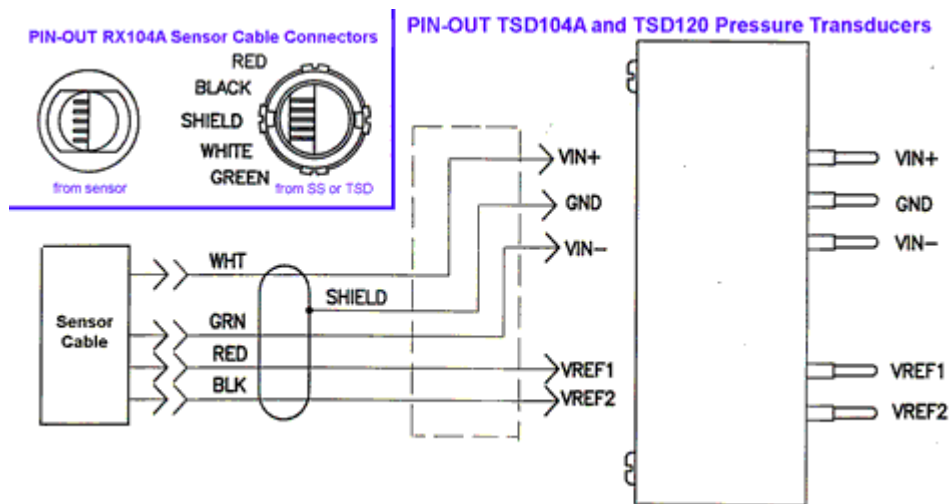 PIN-OUT RX104A Sensor Cable Connectors
RED
BLACK
SHIELD
WHITE
GREEN
from sensor
from SS or TSD
PIN-OUT TSD104A and TSD120 Pressure Transducers
VIN+
GND
VIN-
VREF1
VREF2
VIN+
GND
VIN-
VREF1
VREF2
Sensor
Cable
WHT
SHIELD
GRN
RED
BLK